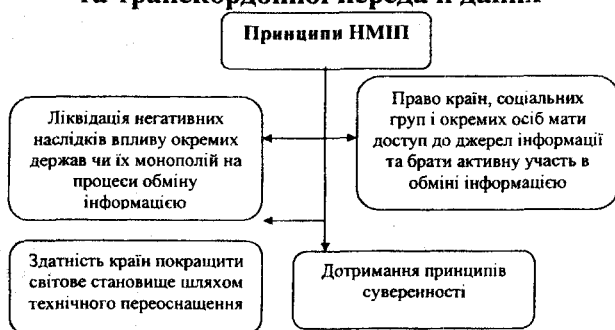 та транскордонної передачі даних
Принципи НМІП
Ліквідація негативних
наслідків впливу окремих
держав чи їх монополій на
процеси обміну
інформацією
Право країн, соціальних
груп і окремих осіб мати
доступ до джерел інформації
та брати активну участь в
обміні інформацією
Здатність країн покращити
світове становище шляхом
технічного переоснащення
Дотримання принципів
суверенності